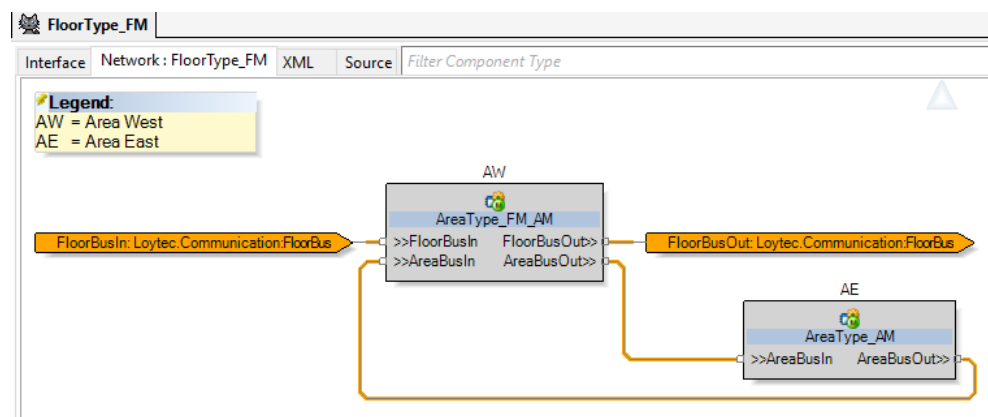 FloorType_FM
Interface Network : FloorType_FM XML Source Filter Component Type
Legend:
AW = Area West
AE = Area East
AW
AreaType_FM_AM
FloorBusIn: Loytec.Communication:FloorBus
>>FloorBusIn FloorBusOut>>
FloorBusOut: Loytec.Communication:FloorBus
>>AreaBusIn AreaBusOut>>
AE
AreaType_AM
>>AreaBusIn AreaBusOut>>